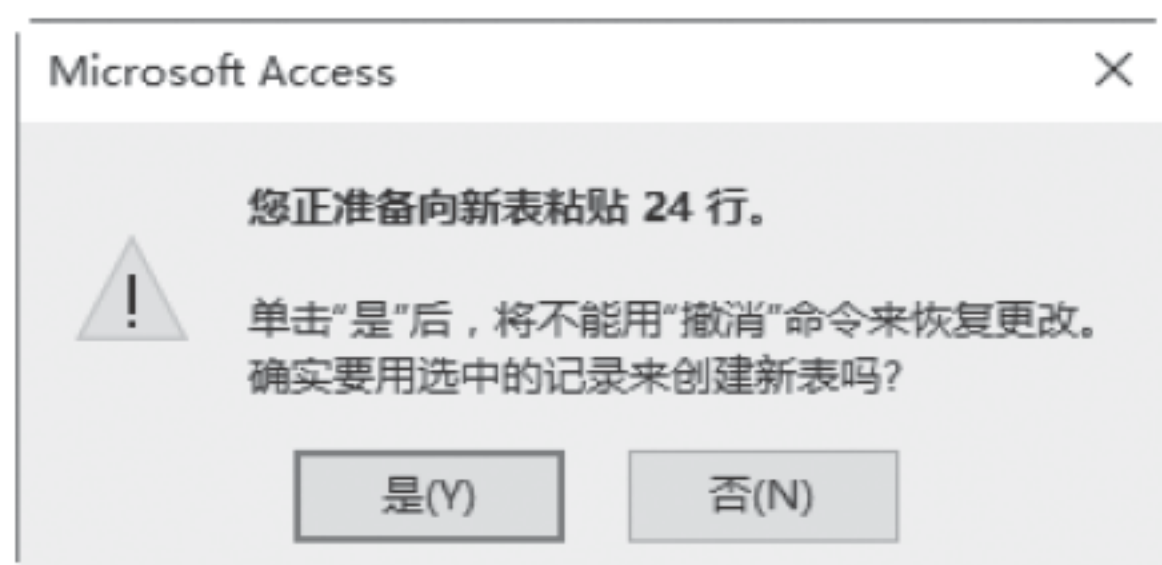 Microsoft Access
您正准备向新表粘贴 24 行。
单击“是”后，将不能用“撤消”命令来恢复更改。
确实要用选中的记录来创建新表吗?
是(Y) 否(N)